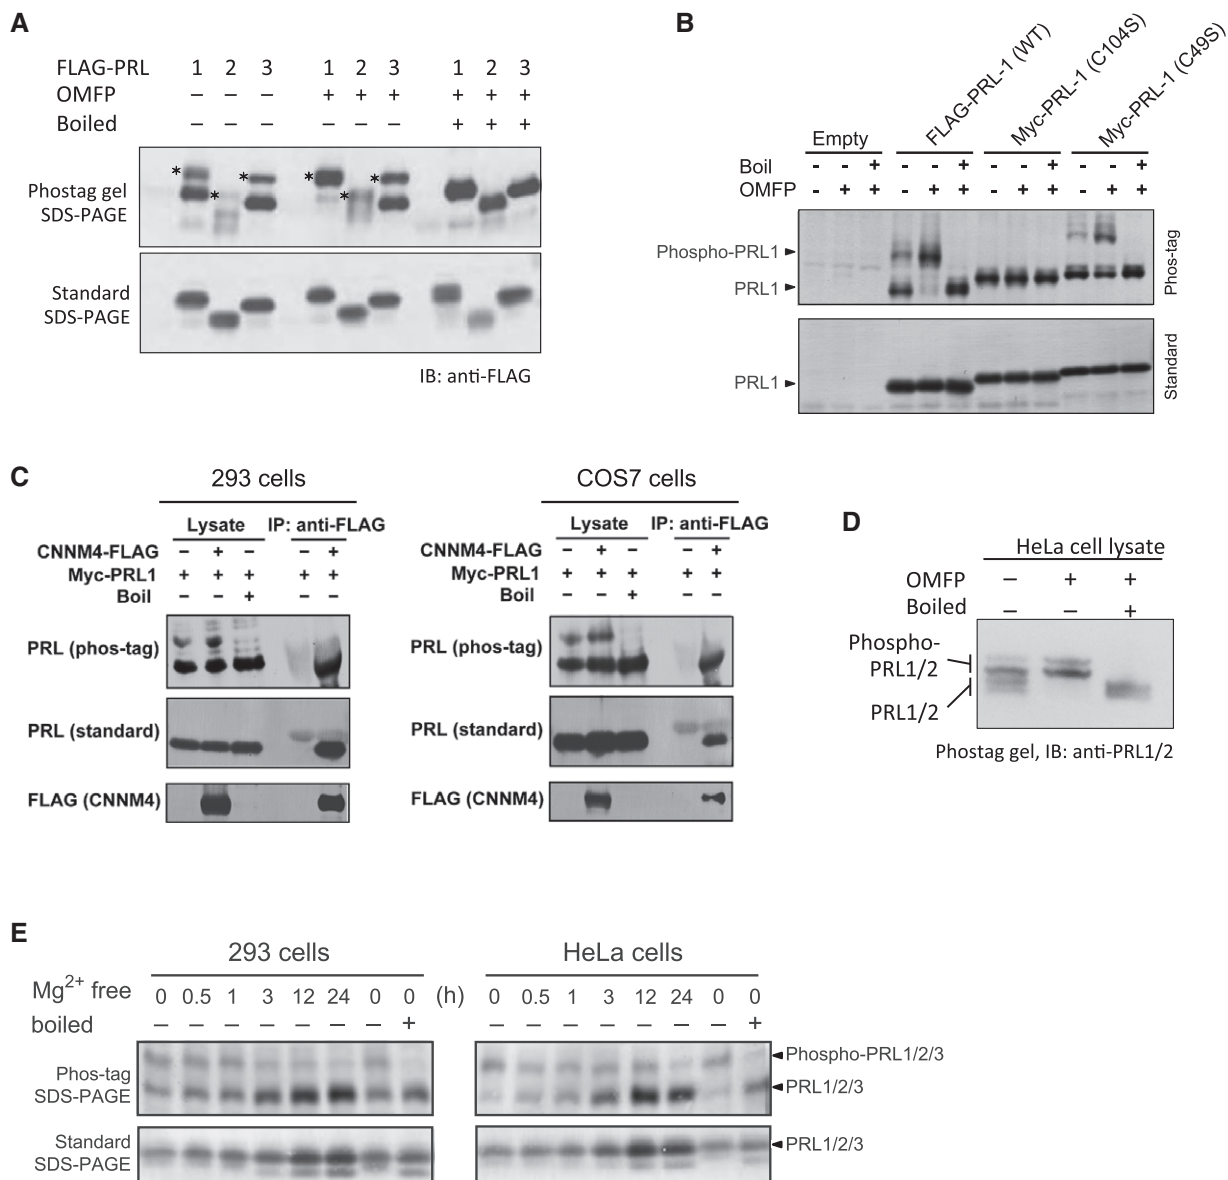 A
FLAG-PRL 1 2 3 1 2 3 1 2 3
OMFP – – – + + + + + +
Boiled – – – – – – + + +
Phostag gel
SDS-PAGE
* * * * * *
Standard
SDS-PAGE
IB: anti-FLAG
B
Empty FLAG-PRL-1 (WT) Myc-PRL-1 (C104S) Myc-PRL-1 (C49S)
Boil - - + - - + - - + - - +
OMFP - + + - + + - + + - + +
Phospho-PRL1
PRL1
Phos-tag
PRL1
Standard
C
293 cells
Lysate IP: anti-FLAG
CNNM4-FLAG – + – – +
Myc-PRL1 + + + + +
Boil – – + – –
PRL (phos-tag)
PRL (standard)
FLAG (CNNM4)
COS7 cells
Lysate IP: anti-FLAG
CNNM4-FLAG – + – – +
Myc-PRL1 + + + + +
Boil – – + – –
PRL (phos-tag)
PRL (standard)
FLAG (CNNM4)
D
HeLa cell lysate
OMFP – + +
Boiled – – +
Phospho-
PRL1/2
PRL1/2
Phostag gel, IB: anti-PRL1/2
E
293 cells HeLa cells
Mg2+ free 0 0.5 1 3 12 24 0 0 (h) 0 0.5 1 3 12 24 0 0
boiled – – – – – – – + – – – – – – – +
Phos-tag
SDS-PAGE
Phospho-PRL1/2/3
PRL1/2/3
Standard
SDS-PAGE
PRL1/2/3